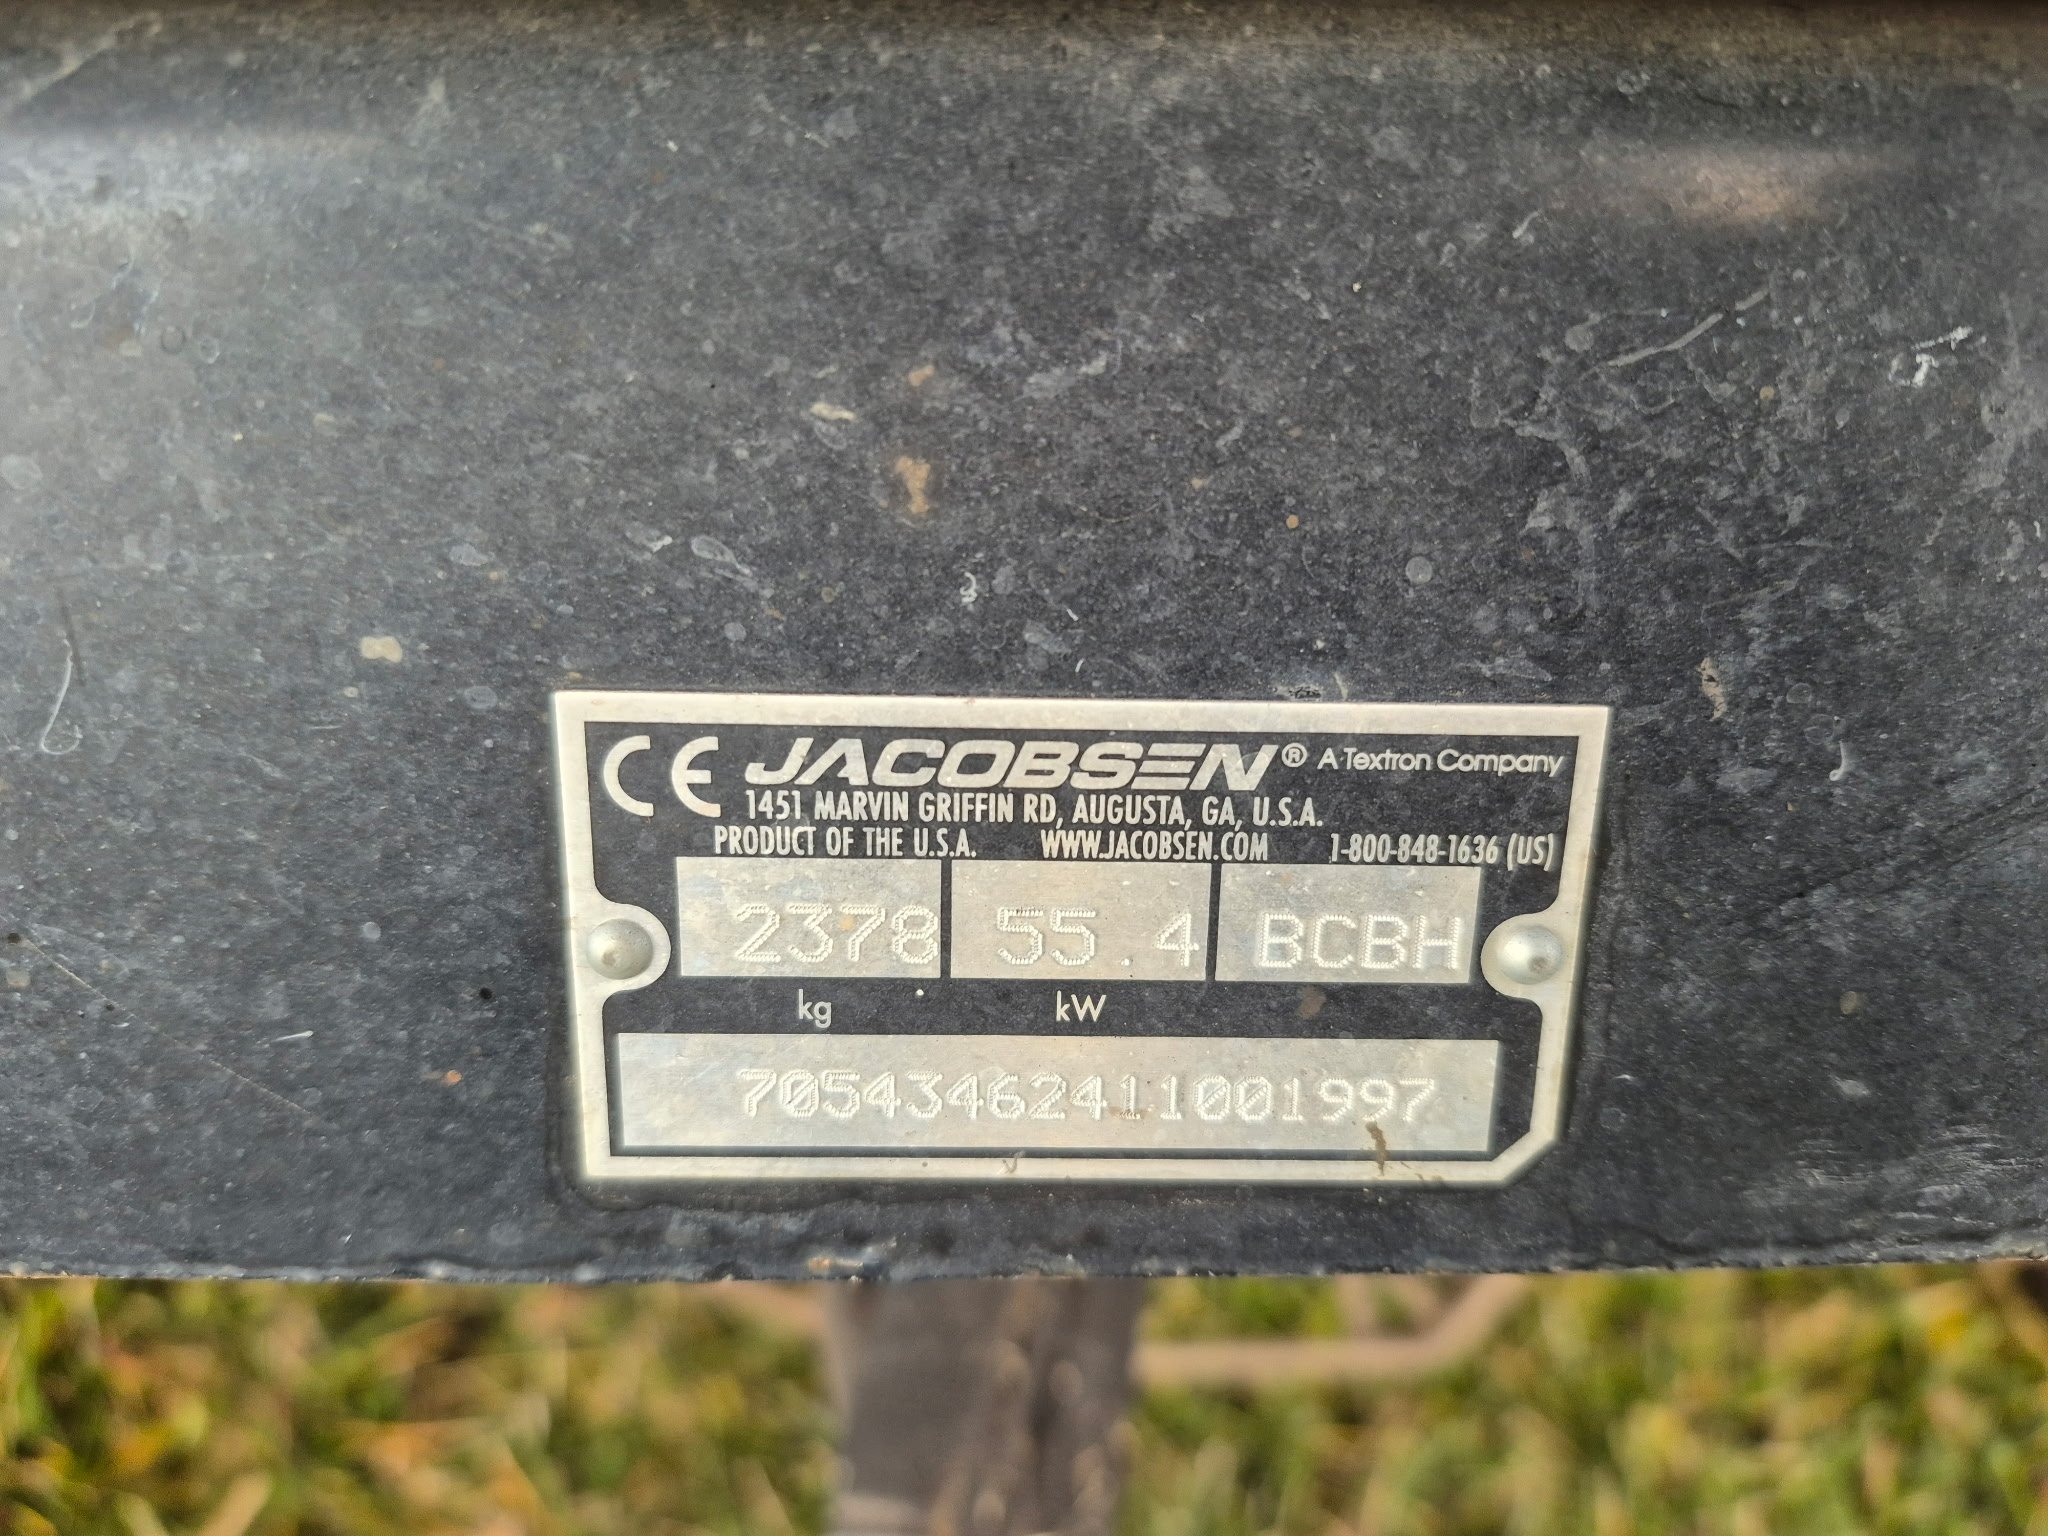 CE JACOBSEN® A Textron Company
1451 MARVIN GRIFFIN RD, AUGUSTA, GA, U.S.A.
PRODUCT OF THE U.S.A. WWW.JACOBSEN.COM 1-800-848-1636 (US)
2378 55.4 BCBH
kg kW
70543462411001997